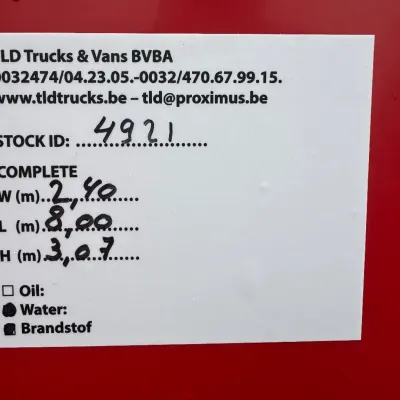 LD Trucks & Vans BVBA
0032474/04.23.05.-0032/470.67.99.15.
www.tldtrucks.be – tld@proximus.be
STOCK ID: 4921
COMPLETE
W (m)..2,40......
L (m).8,00......
H (m).3,07......
☐ Oil:
Water:
Brandstof